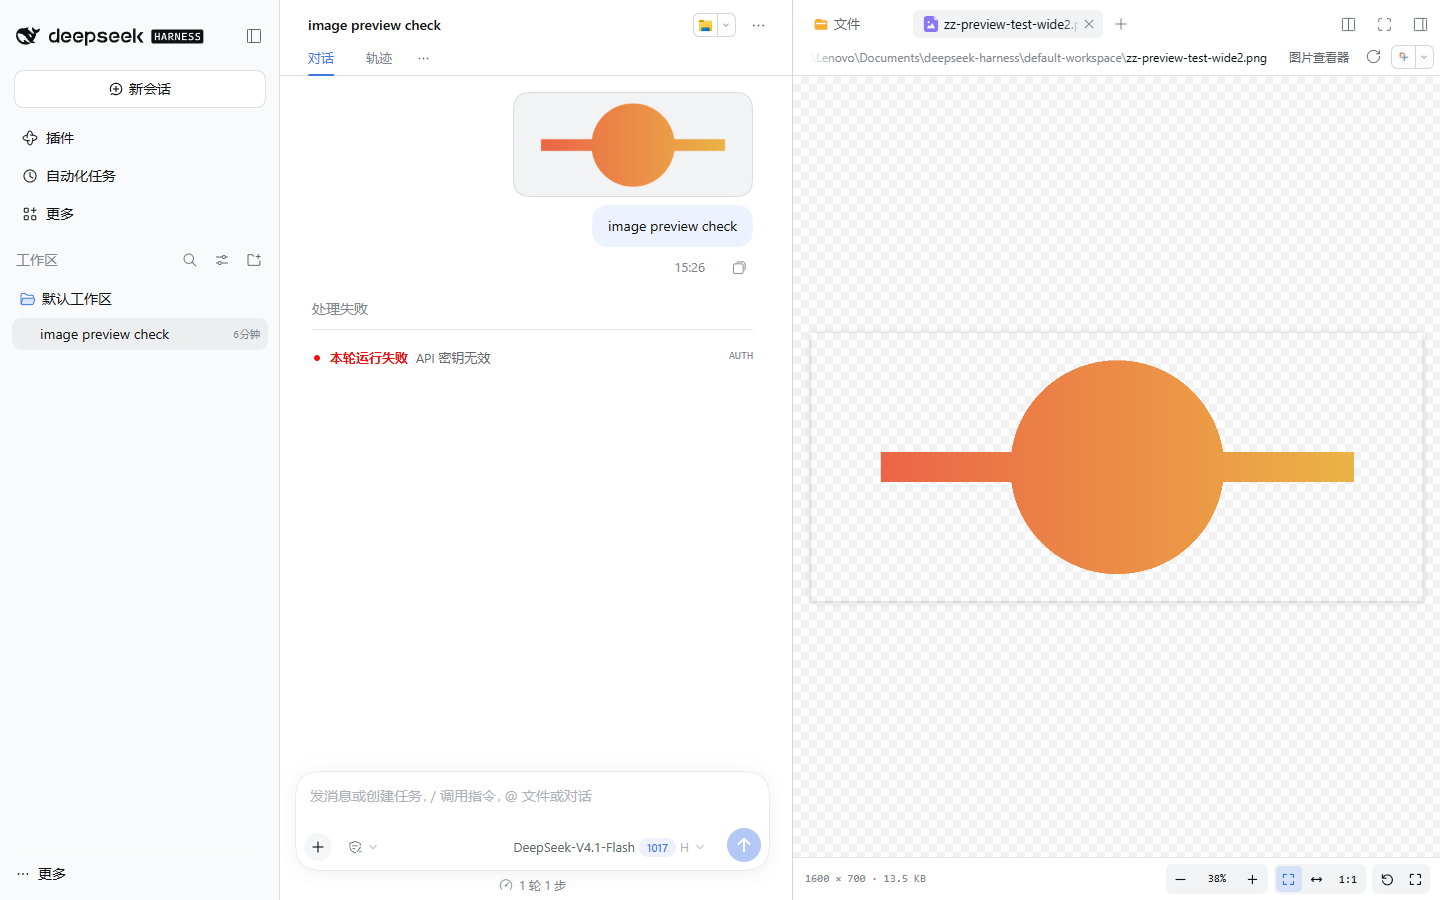 deepseek HARNESS
新会话
插件
自动化任务
更多
工作区
默认工作区
image preview check
6分钟
更多
image preview check
对话
轨迹
image preview check
15:26
处理失败
本轮运行失败 API 密钥无效
AUTH
发消息或创建任务, / 调用指令, @ 文件或对话
DeepSeek-V4.1-Flash 1017 H
1 轮 1 步
文件
zz-preview-test-wide2.p
\Lenovo\Documents\deepseek-harness\default-workspace\zz-preview-test-wide2.png
图片查看器
1600 × 700 · 13.5 KB
38%
1:1